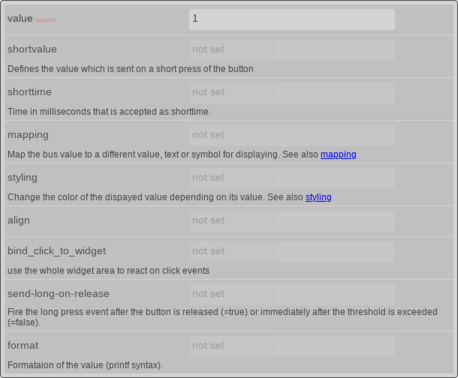 value required 1
shortvalue not set
Defines the value which is sent on a short press of the button
shorttime not set
Time in milliseconds that is accepted as shorttime.
mapping not set
Map the bus value to a different value, text or symbol for displaying. See also mapping
styling not set
Change the color of the dispayed value depending on its value. See also styling
align not set
bind_click_to_widget not set
use the whole widget area to react on click events
send-long-on-release not set
Fire the long press event after the button is released (=true) or immediately after the threshold is exceeded
(=false).
format not set
Formataion of the value (printf syntax).